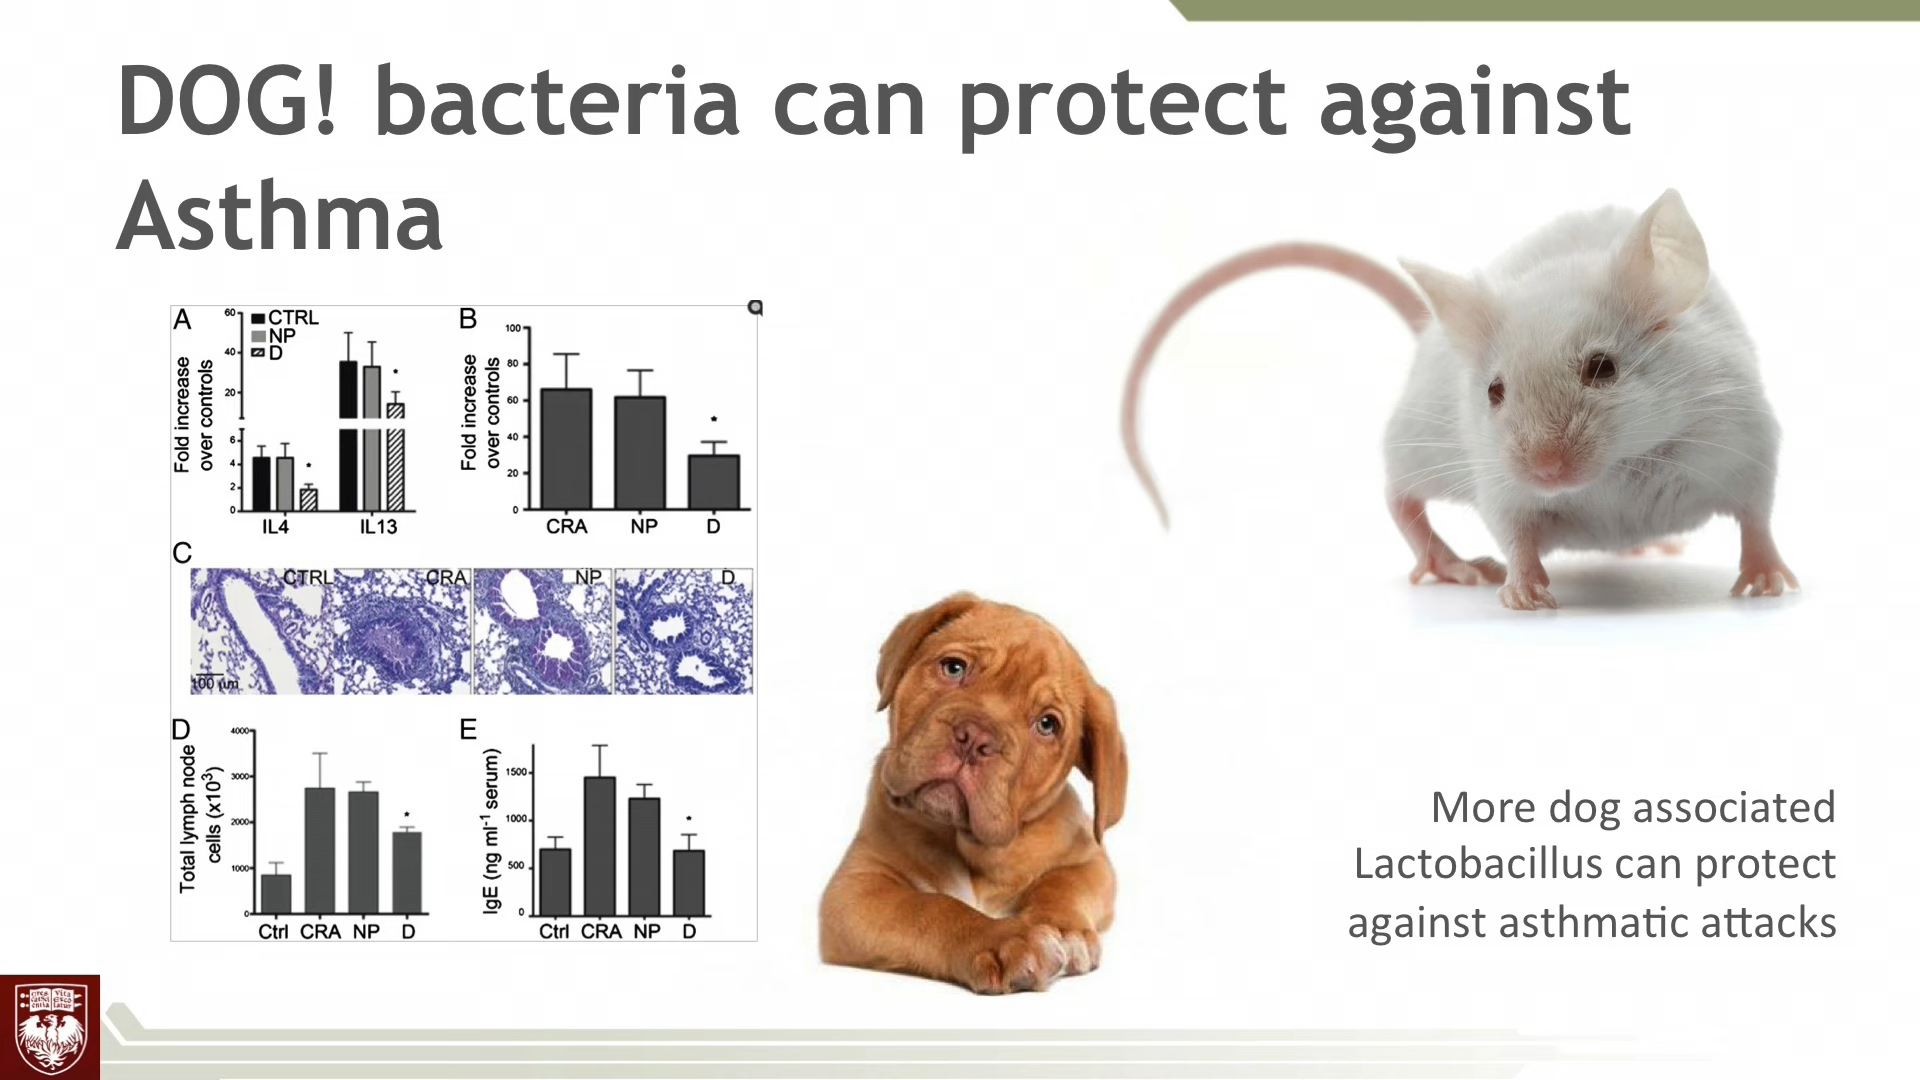 DOG! bacteria can protect against
Asthma
A
60
40
20
6
4
2
0
Fold increase
over controls
CTRL
NP
D
*
*
IL4 IL13
B
100
80
60
40
20
0
Fold increase
over controls
*
CRA NP D
C
CTRL CRA NP D
100 µm
D
4000
3000
2000
1000
0
Total lymph node
cells (x10³)
*
Ctrl CRA NP D
E
1500
1000
500
0
IgE (ng ml⁻¹ serum)
*
Ctrl CRA NP D
More dog associated
Lactobacillus can protect
against asthmatic attacks